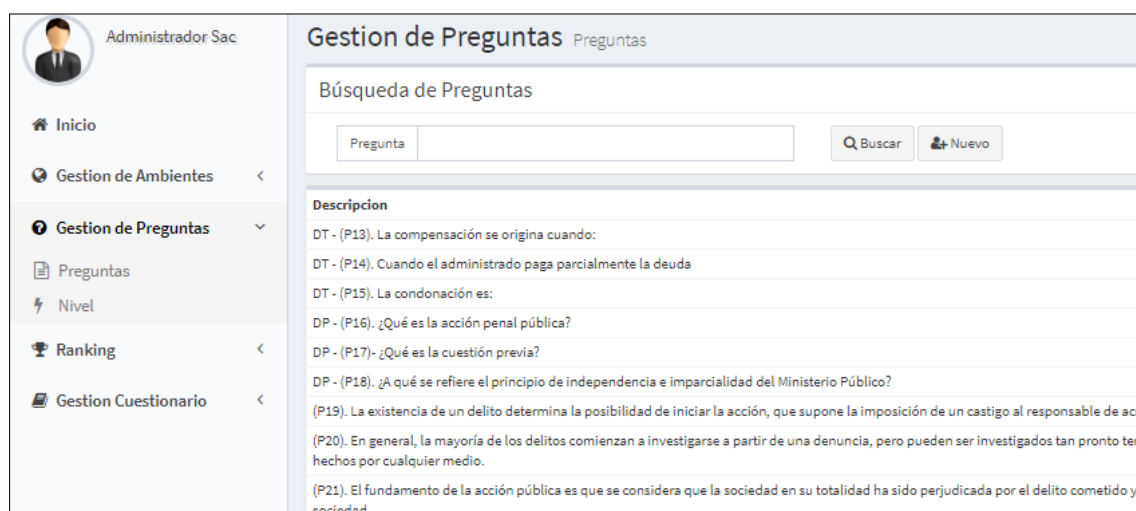 Administrador Sac
Inicio
Gestion de Ambientes
Gestion de Preguntas
Preguntas
Nivel
Ranking
Gestion Cuestionario
Gestion de Preguntas Preguntas
Búsqueda de Preguntas
Pregunta
Buscar
Nuevo
Descripcion
DT - (P13). La compensación se origina cuando:
DT - (P14). Cuando el administrado paga parcialmente la deuda
DT - (P15). La condonación es:
DP - (P16). ¿Qué es la acción penal pública?
DP - (P17)- ¿Qué es la cuestión previa?
DP - (P18). ¿A qué se refiere el principio de independencia e imparcialidad del Ministerio Público?
(P19). La existencia de un delito determina la posibilidad de iniciar la acción, que supone la imposición de un castigo al responsable de
(P20). En general, la mayoría de los delitos comienzan a investigarse a partir de una denuncia, pero pueden ser investigados tan pronto
hechos por cualquier medio.
(P21). El fundamento de la acción pública es que se considera que la sociedad en su totalidad ha sido perjudicada por el delito cometido y
sociedad